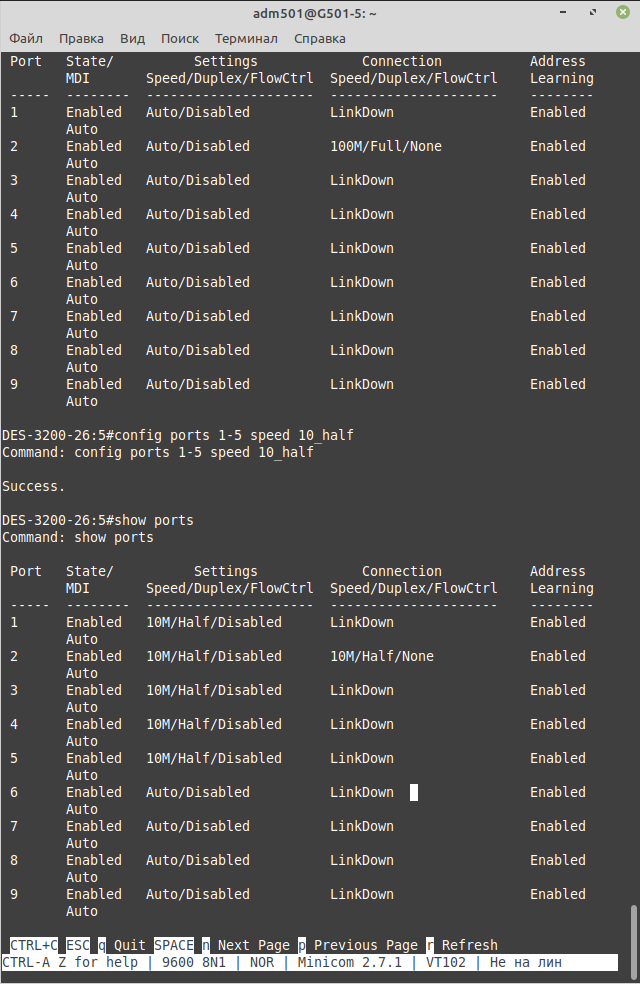 adm501@G501-5: ~
Файл Правка Вид Поиск Терминал Справка
Port State/ Settings Connection Address
MDI Speed/Duplex/FlowCtrl Speed/Duplex/FlowCtrl Learning
----- -------- --------------------- --------------------- --------
1 Enabled Auto/Disabled LinkDown Enabled
Auto
2 Enabled Auto/Disabled 100M/Full/None Enabled
Auto
3 Enabled Auto/Disabled LinkDown Enabled
Auto
4 Enabled Auto/Disabled LinkDown Enabled
Auto
5 Enabled Auto/Disabled LinkDown Enabled
Auto
6 Enabled Auto/Disabled LinkDown Enabled
Auto
7 Enabled Auto/Disabled LinkDown Enabled
Auto
8 Enabled Auto/Disabled LinkDown Enabled
Auto
9 Enabled Auto/Disabled LinkDown Enabled
Auto
DES-3200-26:5#config ports 1-5 speed 10_half
Command: config ports 1-5 speed 10_half
Success.
DES-3200-26:5#show ports
Command: show ports
Port State/ Settings Connection Address
MDI Speed/Duplex/FlowCtrl Speed/Duplex/FlowCtrl Learning
----- -------- --------------------- --------------------- --------
1 Enabled 10M/Half/Disabled LinkDown Enabled
Auto
2 Enabled 10M/Half/Disabled 10M/Half/None Enabled
Auto
3 Enabled 10M/Half/Disabled LinkDown Enabled
Auto
4 Enabled 10M/Half/Disabled LinkDown Enabled
Auto
5 Enabled 10M/Half/Disabled LinkDown Enabled
Auto
6 Enabled Auto/Disabled LinkDown Enabled
Auto
7 Enabled Auto/Disabled LinkDown Enabled
Auto
8 Enabled Auto/Disabled LinkDown Enabled
Auto
9 Enabled Auto/Disabled LinkDown Enabled
Auto
CTRL+C ESC q Quit SPACE n Next Page p Previous Page r Refresh
CTRL-A Z for help | 9600 8N1 | NOR | Minicom 2.7.1 | VT102 | Не на лин